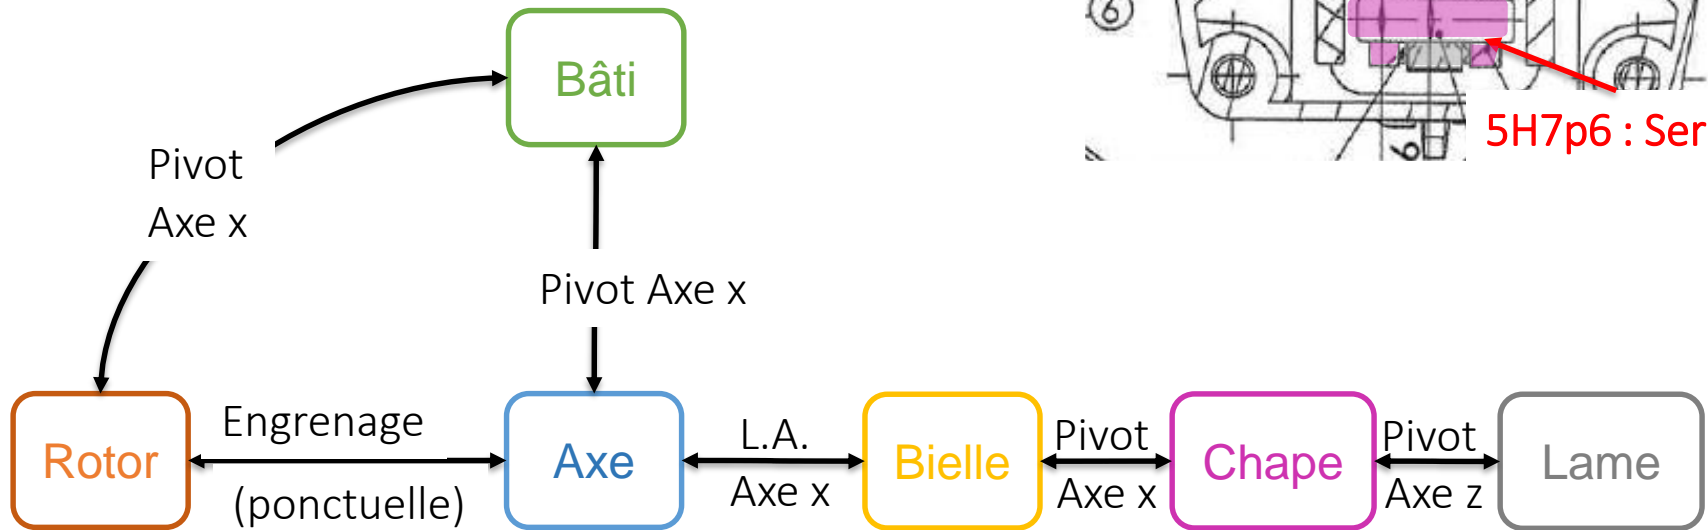 6
Bâti
5H7p6 : Ser
Pivot
Axe x
Pivot Axe x
Rotor
Engrenage
(ponctuelle)
Axe
L.A.
Axe x
Bielle
Pivot
Axe x
Chape
Pivot
Axe z
Lame